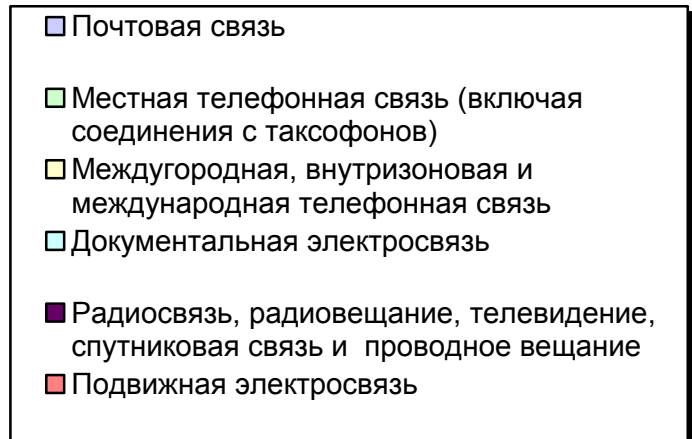 Почтовая связь
Местная телефонная связь (включая
соединения с таксофонов)
Междугородная, внутризоновая и
международная телефонная связь
Документальная электросвязь
Радиосвязь, радиовещание, телевидение,
спутниковая связь и проводное вещание
Подвижная электросвязь